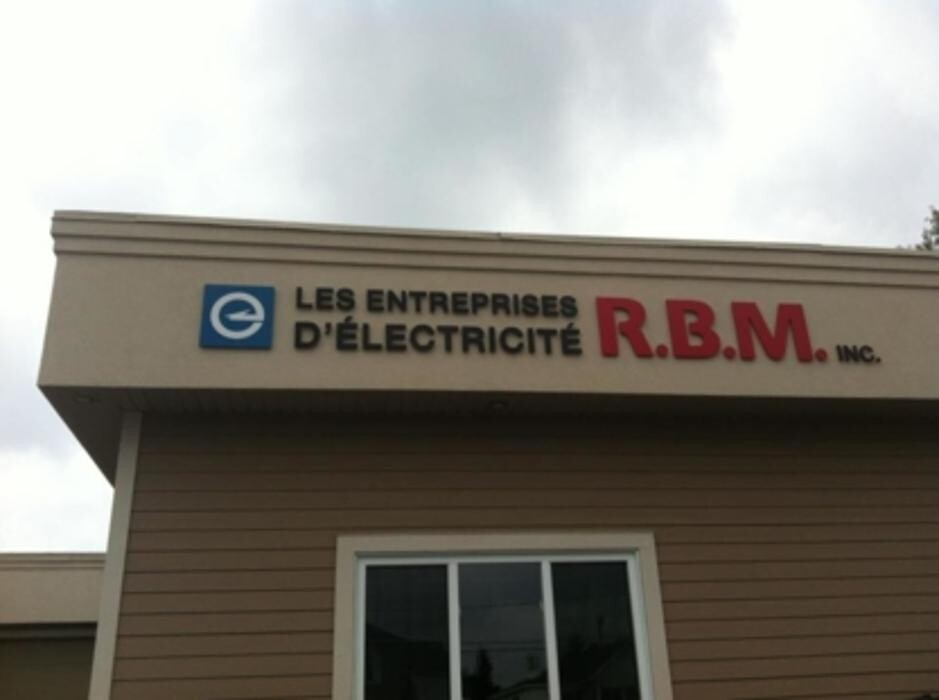 e LES ENTREPRISES
D'ÉLECTRICITÉ R.B.M. INC.